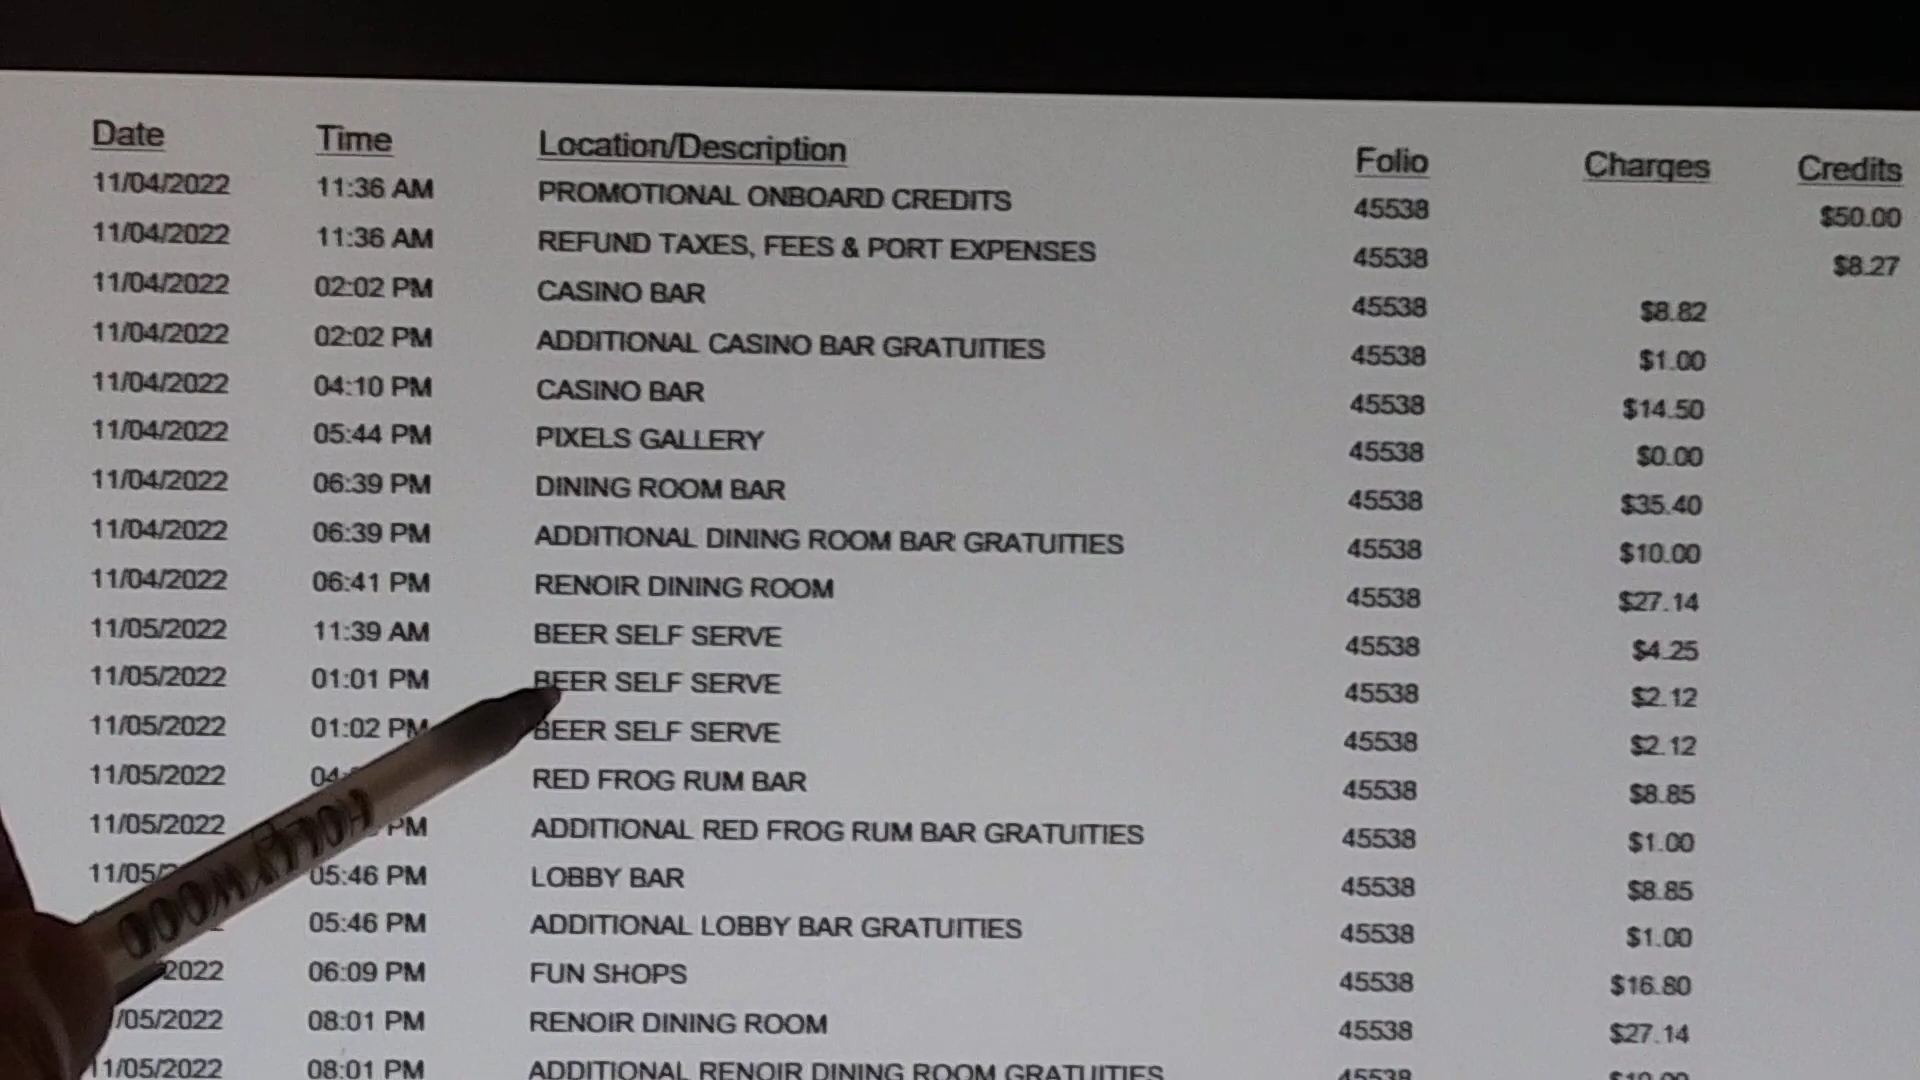 Date Time Location/Description Folio Charges Credits
11/04/2022 11:36 AM PROMOTIONAL ONBOARD CREDITS 45538 $50.00
11/04/2022 11:36 AM REFUND TAXES, FEES & PORT EXPENSES 45538 $8.27
11/04/2022 02:02 PM CASINO BAR 45538 $8.82
11/04/2022 02:02 PM ADDITIONAL CASINO BAR GRATUITIES 45538 $1.00
11/04/2022 04:10 PM CASINO BAR 45538 $14.50
11/04/2022 05:44 PM PIXELS GALLERY 45538 $0.00
11/04/2022 06:39 PM DINING ROOM BAR 45538 $35.40
11/04/2022 06:39 PM ADDITIONAL DINING ROOM BAR GRATUITIES 45538 $10.00
11/04/2022 06:41 PM RENOIR DINING ROOM 45538 $27.14
11/05/2022 11:39 AM BEER SELF SERVE 45538 $4.25
11/05/2022 01:01 PM BEER SELF SERVE 45538 $2.12
11/05/2022 01:02 PM BEER SELF SERVE 45538 $2.12
11/05/2022 RED FROG RUM BAR 45538 $8.85
11/05/2022 PM ADDITIONAL RED FROG RUM BAR GRATUITIES 45538 $1.00
11/05/ 05:46 PM LOBBY BAR 45538 $8.85
05:46 PM ADDITIONAL LOBBY BAR GRATUITIES 45538 $1.00
2022 06:09 PM FUN SHOPS 45538 $16.80
/05/2022 08:01 PM RENOIR DINING ROOM 45538 $27.14
11/05/2022 08:01 PM ADDITIONAL RENOIR DINING ROOM GRATUITIES 45538 $10.00
HOLLYWOOD